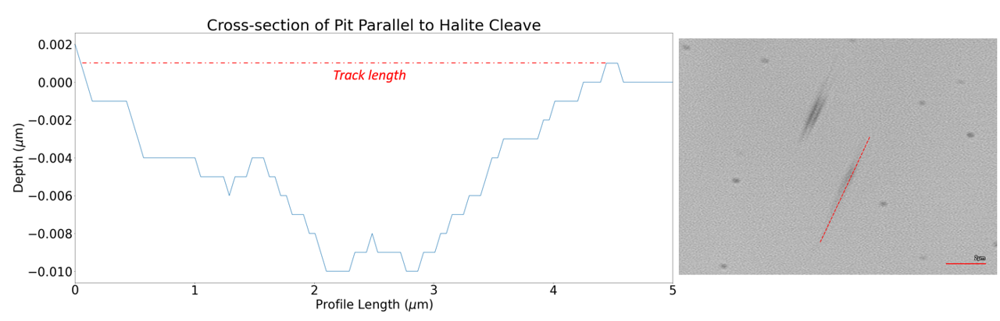 Cross-section of Pit Parallel to Halite Cleave
0.002
0.000
−0.002
−0.004
−0.006
−0.008
−0.010
Depth (μm)
Track length
0 1 2 3 4 5
Profile Length (μm)
2μm